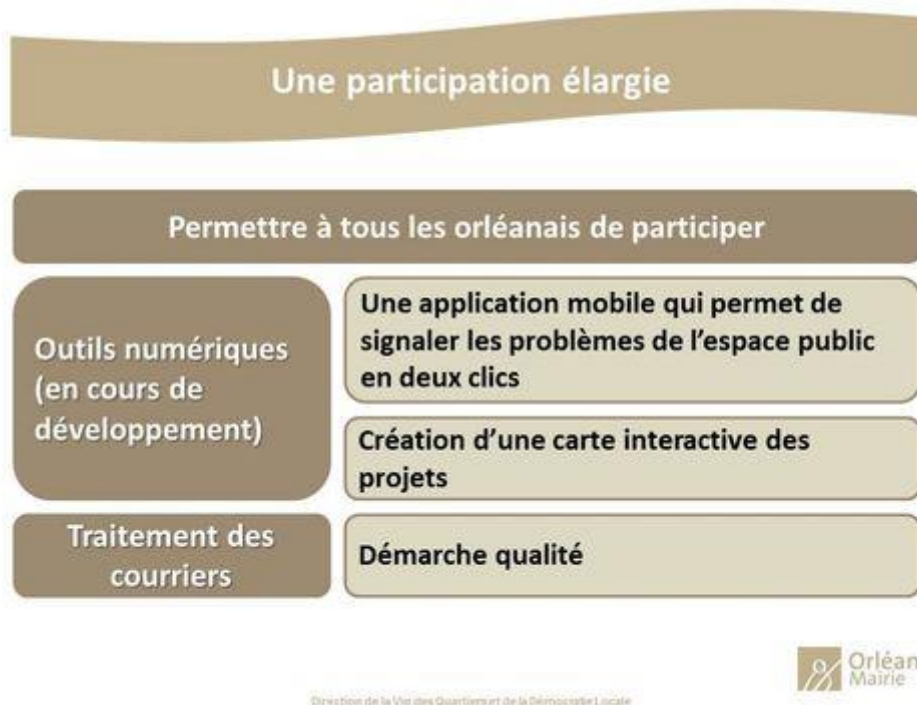 Une participation élargie
Permettre à tous les orléanais de participer
Outils numériques
(en cours de
développement)
Une application mobile qui permet de
signaler les problèmes de l'espace public
en deux clics
Création d'une carte interactive des
projets
Traitement des
courriers
Démarche qualité
Orléan
Mairie
Direction de la Vie des Quartiers et de la Démocratie Locale